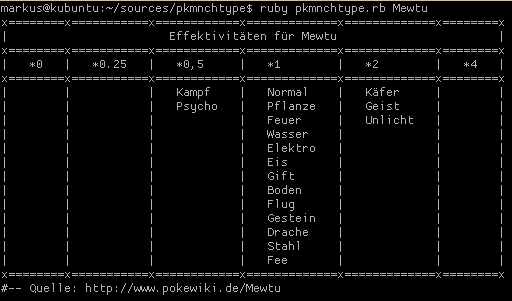 markus@kubuntu:~/sources/pkmnchtype$ ruby pkmnchtype.rb Mewtu
x=======x==========x==========x===========x===========x=======x
| Effektivitäten für Mewtu |
x=======x==========x==========x===========x===========x=======x
| *0 | *0.25 | *0,5 | *1 | *2 | *4 |
x=======x==========x==========x===========x===========x=======x
| | | Kampf | Normal | Käfer | |
| | | Psycho | Pflanze | Geist | |
| | | | Feuer | Unlicht | |
| | | | Wasser | | |
| | | | Elektro | | |
| | | | Eis | | |
| | | | Gift | | |
| | | | Boden | | |
| | | | Flug | | |
| | | | Gestein | | |
| | | | Drache | | |
| | | | Stahl | | |
| | | | Fee | | |
x=======x==========x==========x===========x===========x=======x
#-- Quelle: http://www.pokewiki.de/Mewtu